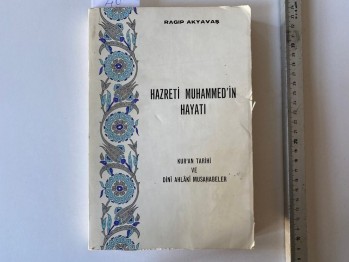 RAGIP AKYAVAŞ
HAZRETİ MUHAMMED'İN
HAYATI
KUR'AN TARİHİ
VE
DİNİ AHLÂKİ MUSAHABELER